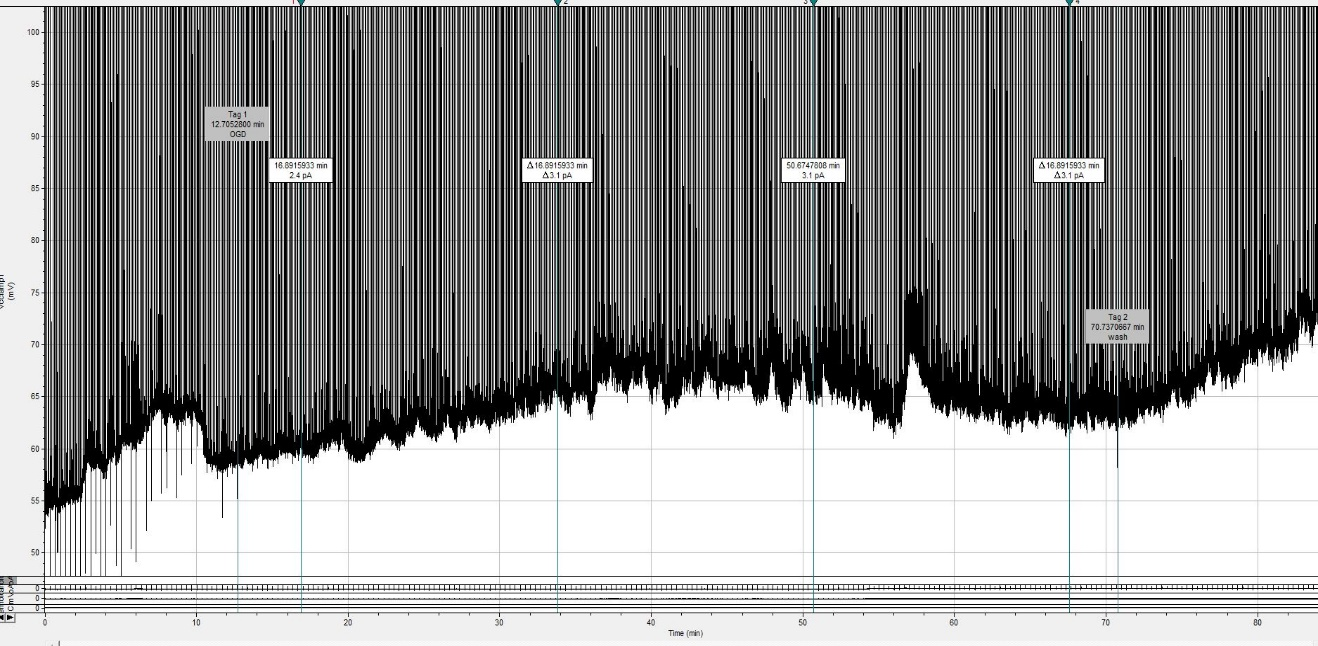 1
2
3
4
100
95
90
85
80
75
70
65
60
55
50
(mV)
Tag 1
12.7052800 min
OGD
16.8915933 min
2.4 pA
Δ16.8915933 min
Δ3.1 pA
50.6747808 min
3.1 pA
Δ16.8915933 min
Δ3.1 pA
Tag 2
70.7370667 min
wash
0
0
0
0
10
20
30
40
50
60
70
80
Time (min)